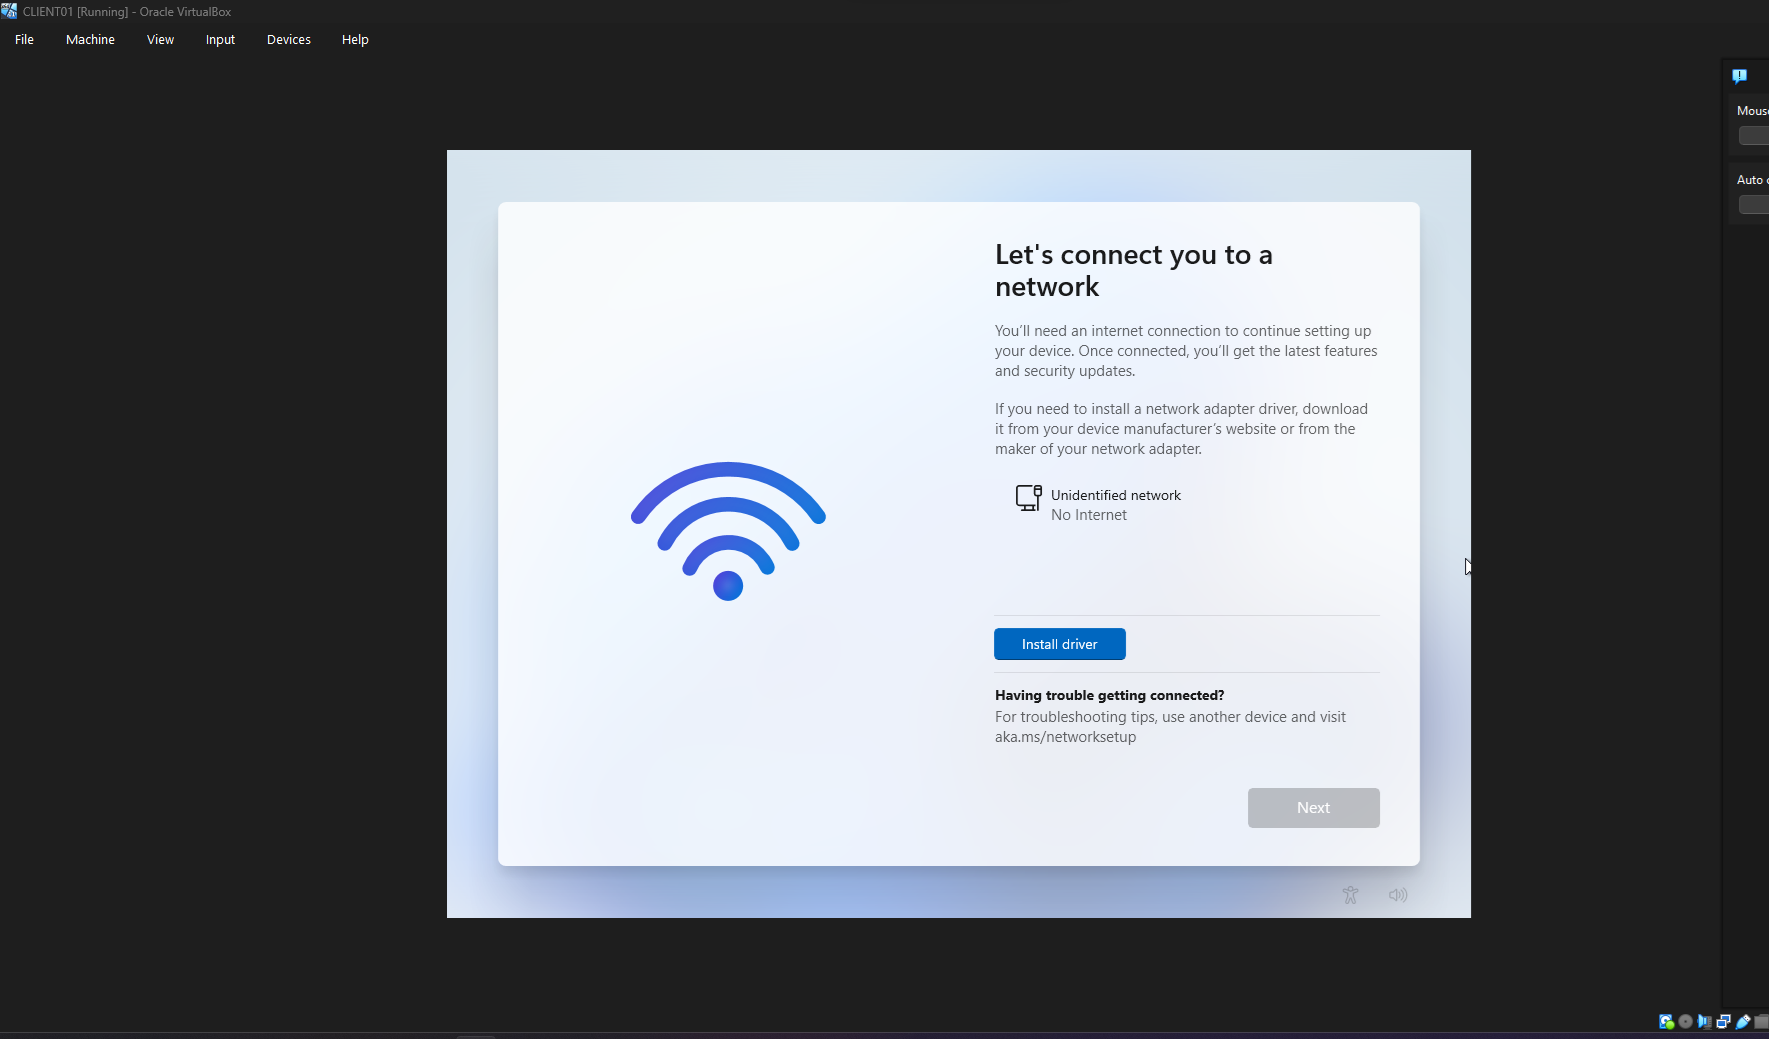 CLIENT01 [Running] - Oracle VirtualBox
File Machine View Input Devices Help
Mouse
Auto
Let's connect you to a
network
You'll need an internet connection to continue setting up
your device. Once connected, you'll get the latest features
and security updates.
If you need to install a network adapter driver, download
it from your device manufacturer's website or from the
maker of your network adapter.
Unidentified network
No Internet
Install driver
Having trouble getting connected?
For troubleshooting tips, use another device and visit
aka.ms/networksetup
Next